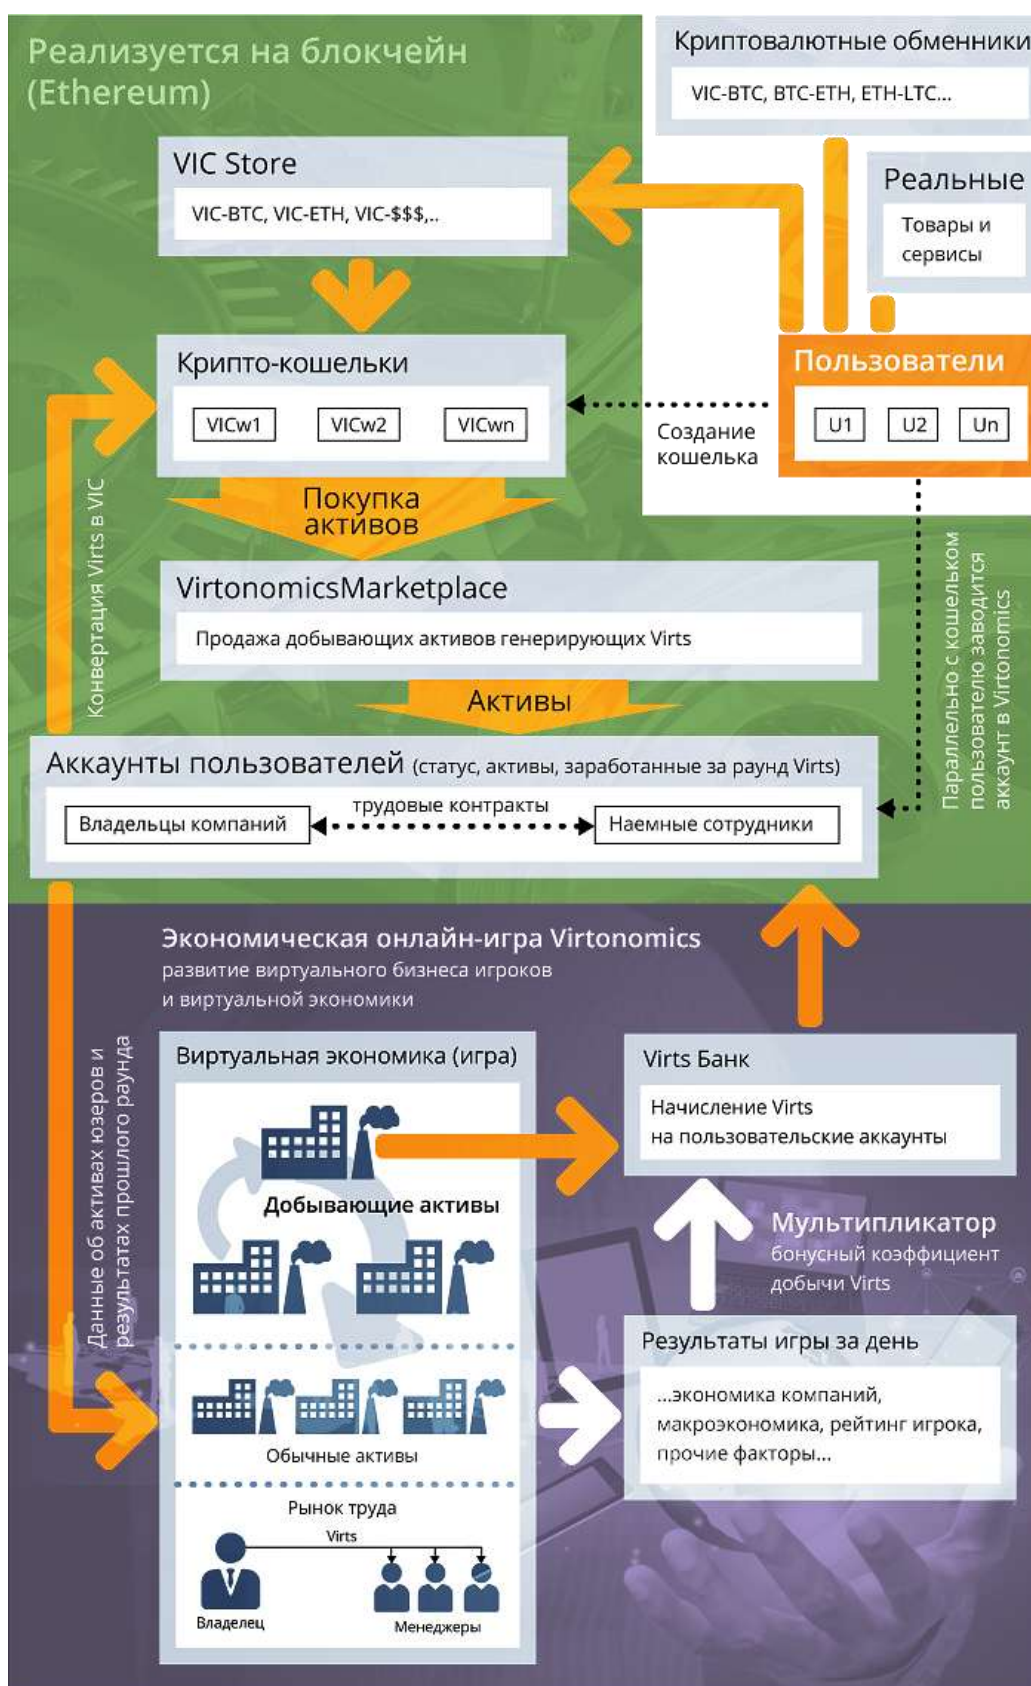 Реализуется на блокчейн
(Ethereum)
Криптовалютные обменники
VIC-BTC, BTC-ETH, ETH-LTC...
VIC Store
VIC-BTC, VIC-ETH, VIC-$$$,..
Реальные
Товары и
сервисы
Крипто-кошельки
VICw1
VICw2
VICwn
Пользователи
U1
U2
Un
Создание
кошелька
Покупка
активов
Конвертация Virts в VIC
VirtonomicsMarketplace
Продажа добывающих активов генерирующих Virts
Параллельно с кошельком
пользователю заводится
аккаунт в Virtonomics
Активы
Аккаунты пользователей (статус, активы, заработанные за раунд Virts)
Владельцы компаний
трудовые контракты
Наемные сотрудники
Экономическая онлайн-игра Virtonomics
развитие виртуального бизнеса игроков
и виртуальной экономики
Данные об активах юзеров и
результатах прошлого раунда
Виртуальная экономика (игра)
Добывающие активы
Обычные активы
Рынок труда
Virts
Владелец
Менеджеры
Virts Банк
Начисление Virts
на пользовательские аккаунты
Мультипликатор
бонусный коэффициент
добычи Virts
Результаты игры за день
...экономика компаний,
макроэкономика, рейтинг игрока,
прочие факторы...